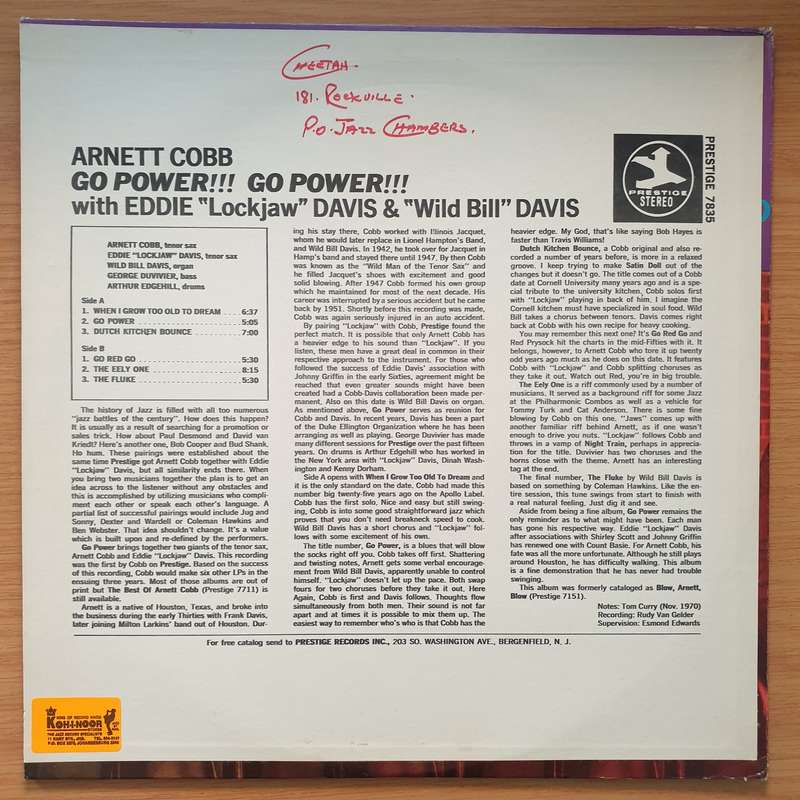 Cheetah.
181. Rockville.
P.O. Jazz Chambers.
ARNETT COBB
GO POWER!!! GO POWER!!!
with EDDIE "Lockjaw" DAVIS & "Wild Bill" DAVIS
PRESTIGE
STEREO
PRESTIGE 7835
ARNETT COBB, tenor sax
EDDIE "LOCKJAW" DAVIS, tenor sax
WILD BILL DAVIS, organ
GEORGE DUVIVIER, bass
ARTHUR EDGEHILL, drums
Side A
1. WHEN I GROW TOO OLD TO DREAM .... 6:37
2. GO POWER .... 5:05
3. DUTCH KITCHEN BOUNCE .... 7:00
Side B
1. GO RED GO .... 5:30
2. THE EELY ONE .... 8:15
3. THE FLUKE .... 5:30
The history of Jazz is filled with all too numerous
"jazz battles of the century". How does this happen?
It is usually as a result of searching for a promotion or
sales trick. How about Paul Desmond and David van
Kriedt? Here's another one, Bob Cooper and Bud Shank.
Ho hum. These pairings were established about the
same time Prestige got Arnett Cobb together with Eddie
"Lockjaw" Davis, but all similarity ends there. When
you bring two musicians together the plan is to get an
idea across to the listener without any obstacles and
this is accomplished by utilizing musicians who compli-
ment each other or speak each other's language. A
partial list of successful pairings would include Jug and
Sonny, Dexter and Wardell or Coleman Hawkins and
Ben Webster. That idea shouldn't change. It's a value
which is built upon and re-defined by the performers.
Go Power brings together two giants of the tenor sax,
Arnett Cobb and Eddie "Lockjaw" Davis. This recording
was the first by Cobb on Prestige. Based on the success
of this recording, Cobb would make six other LPs in the
ensuing three years. Most of those albums are out of
print but The Best Of Arnett Cobb (Prestige 7711) is
still available.
Arnett is a native of Houston, Texas, and broke into
the business during the early Thirties with Frank Davis,
later joining Milton Larkins' band out of Houston. Dur-
ing his stay there, Cobb worked with Illinois Jacquet,
whom he would later replace in Lionel Hampton's Band,
and Wild Bill Davis. In 1942, he took over for Jacquet in
Hamp's band and stayed there until 1947. By then Cobb
was known as the "Wild Man of the Tenor Sax" and
he filled Jacquet's shoes with excitement and good
solid blowing. After 1947 Cobb formed his own group
which he maintained for most of the next decade. His
career was interrupted by a serious accident but he came
back by 1951. Shortly before this recording was made,
Cobb was again seriously injured in an auto accident.
By pairing "Lockjaw" with Cobb, Prestige found the
perfect match. It is possible that only Arnett Cobb has
a heavier edge to his sound than "Lockjaw". If you
listen, these men have a great deal in common in their
respective approach to the instrument. For those who
followed the success of Eddie Davis' association with
Johnny Griffin in the early Sixties, agreement might be
reached that even greater sounds might have been
created had a Cobb-Davis collaboration been made per-
manent. Also on this date is Wild Bill Davis on organ.
As mentioned above, Go Power serves as reunion for
Cobb and Davis. In recent years, Davis has been a part
of the Duke Ellington Organization where he has been
arranging as well as playing. George Duvivier has made
many different sessions for Prestige over the past fifteen
years. On drums is Arthur Edgehill who has worked in
the New York area with "Lockjaw" Davis, Dinah Wash-
ington and Kenny Dorham.
Side A opens with When I Grow Too Old To Dream and
it is the only standard on the date. Cobb had made this
number big twenty-five years ago on the Apollo Label.
Cobb has the first solo. Nice and easy but still swing-
ing, Cobb is into some good straightforward jazz which
proves that you don't need breakneck speed to cook.
Wild Bill Davis has a short chorus and "Lockjaw" fol-
lows with some excitement of his own.
The title number, Go Power, is a blues that will blow
the socks right off you. Cobb takes off first. Shattering
and twisting notes, Arnett gets some verbal encourage-
ment from Wild Bill Davis, apparently unable to control
himself. "Lockjaw" doesn't let up the pace. Both swap
fours for two choruses before they take it out, Here
Again, Cobb is first and Davis follows. Thoughts flow
simultaneously from both men. Their sound is not far
apart and at times it is possible to mix them up. The
easiest way to remember who's who is that Cobb has the
heavier edge. My God, that's like saying Bob Hayes is
faster than Travis Williams!
Dutch Kitchen Bounce, a Cobb original and also re-
corded a number of years before, is more in a relaxed
groove. I keep trying to make Satin Doll out of the
changes but it doesn't go. The title comes out of a Cobb
date at Cornell University many years ago and is a spe-
cial tribute to the university kitchen, Cobb solos first
with "Lockjaw" playing in back of him. I imagine the
Cornell kitchen must have specialized in soul food. Wild
Bill takes a chorus between tenors. Davis comes right
back at Cobb with his own recipe for heavy cooking.
You may remember this next one? It's Go Red Go and
Red Prysock hit the charts in the mid-Fifties with it. It
belongs, however, to Arnett Cobb who tore it up twenty
odd years ago much as he does on this date. It features
Cobb with "Lockjaw" and Cobb splitting choruses as
they take it out. Watch out Red, you're in big trouble.
The Eely One is a riff commonly used by a number of
musicians. It served as a background riff for some Jazz
at the Philharmonic Combos as well as a vehicle for
Tommy Turk and Cat Anderson. There is some fine
blowing by Cobb on this one. "Jaws" comes up with
another familiar riff behind Arnett, as if one wasn't
enough to drive you nuts. "Lockjaw" follows Cobb and
throws in a vamp of Night Train, perhaps in apprecia-
tion for the title. Duvivier has two choruses and the
horns close with the theme. Arnett has an interesting
tag at the end.
The final number, The Fluke by Wild Bill Davis is
based on something by Coleman Hawkins. Like the en-
tire session, this tune swings from start to finish with
a real natural feeling. Just dig it and see.
Aside from being a fine album, Go Power remains the
only reminder as to what might have been. Each man
has gone his respective way. Eddie "Lockjaw" Davis
after associations with Shirley Scott and Johnny Griffin
has renewed one with Count Basie. For Arnett Cobb, his
fate was all the more unfortunate. Although he still plays
around Houston, he has difficulty walking. This album
is a fine demonstration that he has never had trouble
swinging.
This album was formerly cataloged as Blow, Arnett,
Blow (Prestige 7151).
Notes: Tom Curry (Nov. 1970)
Recording: Rudy Van Gelder
Supervision: Esmond Edwards
For free catalog send to PRESTIGE RECORDS INC., 203 SO. WASHINGTON AVE., BERGENFIELD, N. J.
KOHINOOR
THE JAZZ RECORD SPECIALISTS